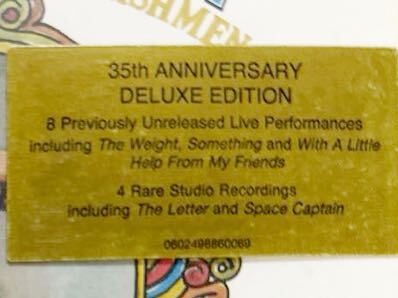 ISHMEN
35th ANNIVERSARY
DELUXE EDITION
8 Previously Unreleased Live Performances
including The Weight, Something and With A Little
Help From My Friends
4 Rare Studio Recordings
including The Letter and Space Captain
0602498860069